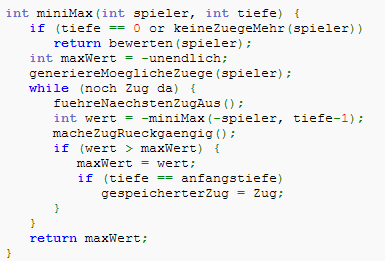 int miniMax(int spieler, int tiefe) {
   if (tiefe == 0 or keineZuegeMehr(spieler))
      return bewerten(spieler);
   int maxWert = -unendlich;
   generiereMoeglicheZuege(spieler);
   while (noch Zug da) {
      fuehreNaechstenZugAus();
      int wert = -miniMax(-spieler, tiefe-1);
      macheZugRueckgaengig();
      if (wert > maxWert) {
         maxWert = wert;
         if (tiefe == anfangstiefe)
            gespeicherterZug = Zug;
      }
   }
   return maxWert;
}